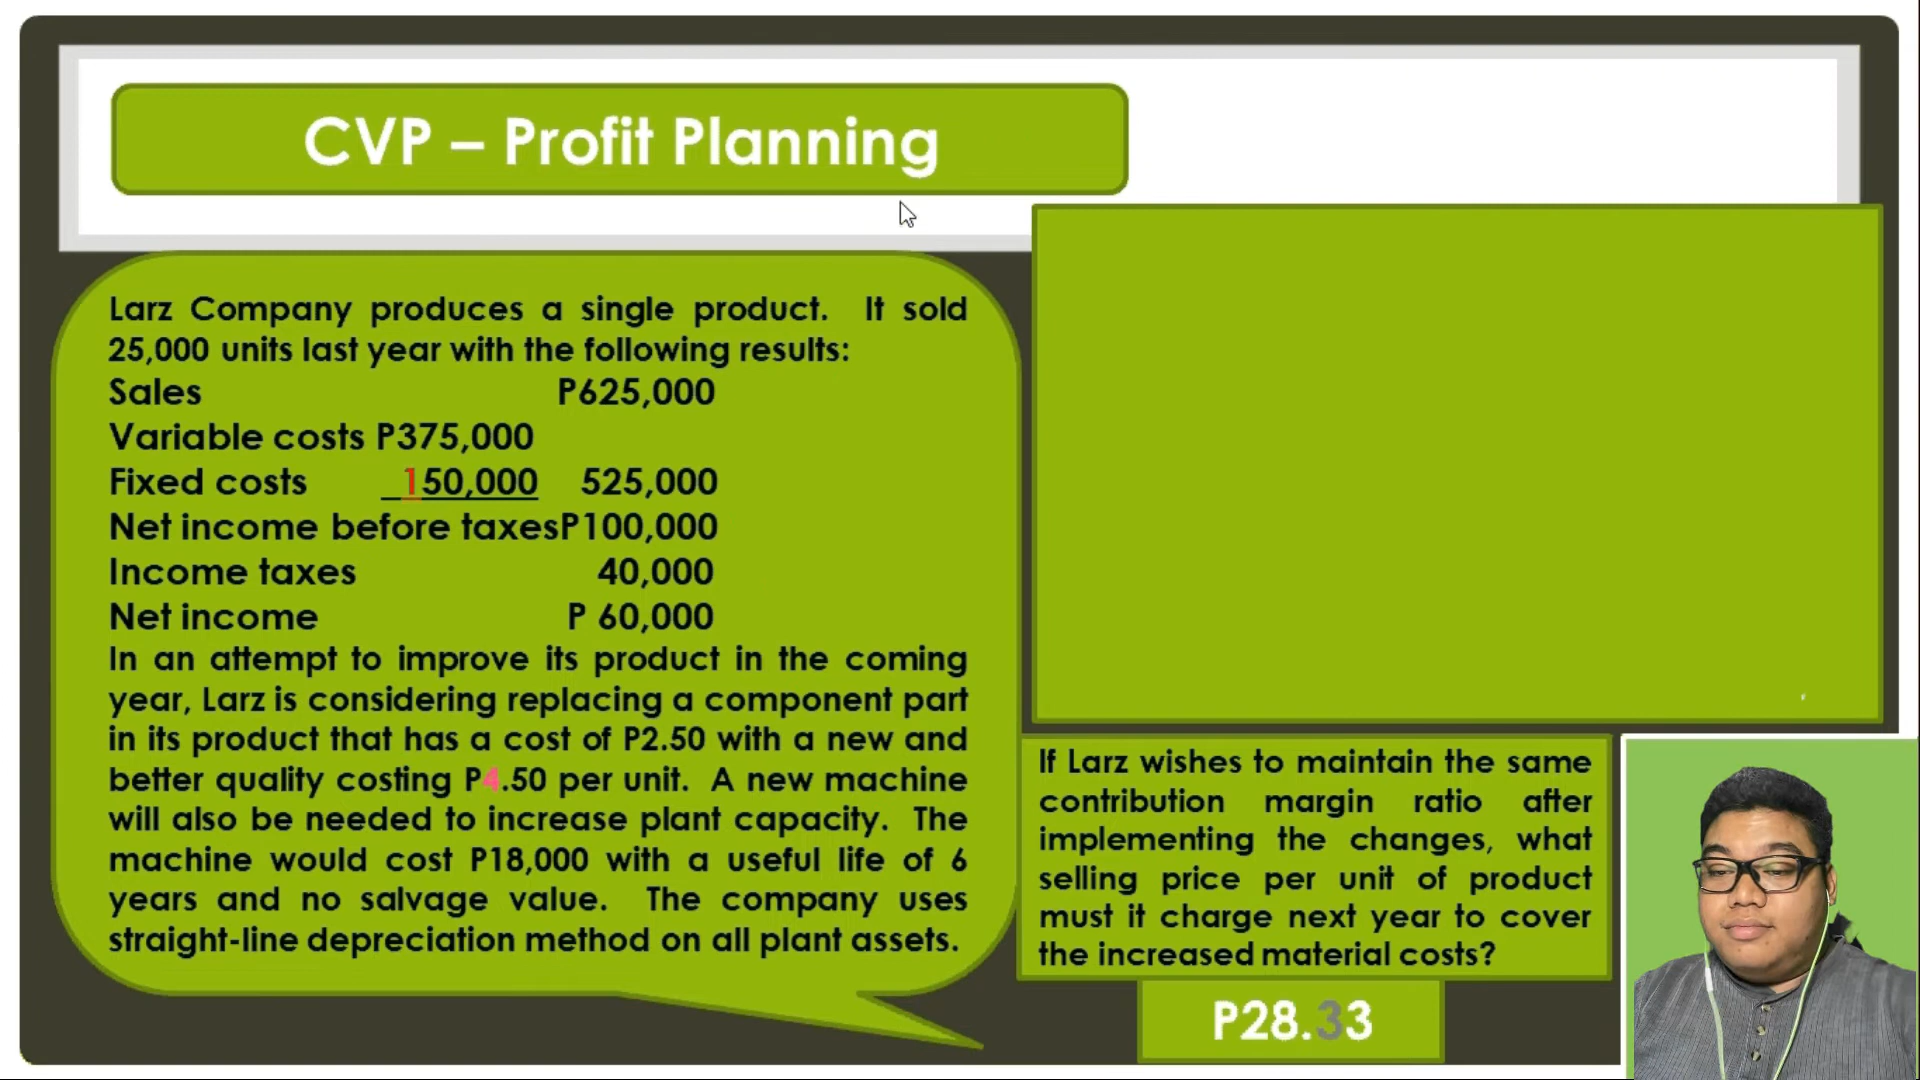 CVP – Profit Planning
Larz Company produces a single product. It sold
25,000 units last year with the following results:
Sales P625,000
Variable costs P375,000
Fixed costs 150,000 525,000
Net income before taxesP100,000
Income taxes 40,000
Net income P 60,000
In an attempt to improve its product in the coming
year, Larz is considering replacing a component part
in its product that has a cost of P2.50 with a new and
better quality costing P4.50 per unit. A new machine
will also be needed to increase plant capacity. The
machine would cost P18,000 with a useful life of 6
years and no salvage value. The company uses
straight-line depreciation method on all plant assets.
If Larz wishes to maintain the same
contribution margin ratio after
implementing the changes, what
selling price per unit of product
must it charge next year to cover
the increased material costs?
P28.33